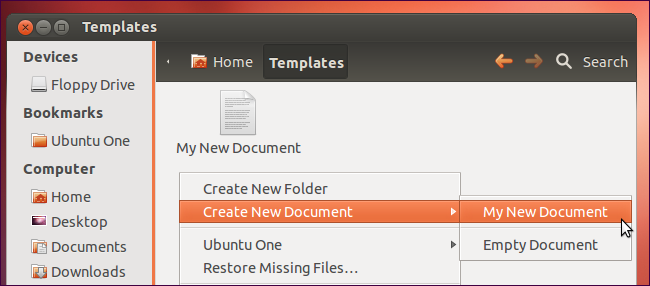 Templates
Devices
Floppy Drive
Bookmarks
Ubuntu One
Computer
Home
Desktop
Documents
Downloads
Home
Templates
Search
My New Document
Create New Folder
Create New Document
Ubuntu One
Restore Missing Files...
My New Document
Empty Document